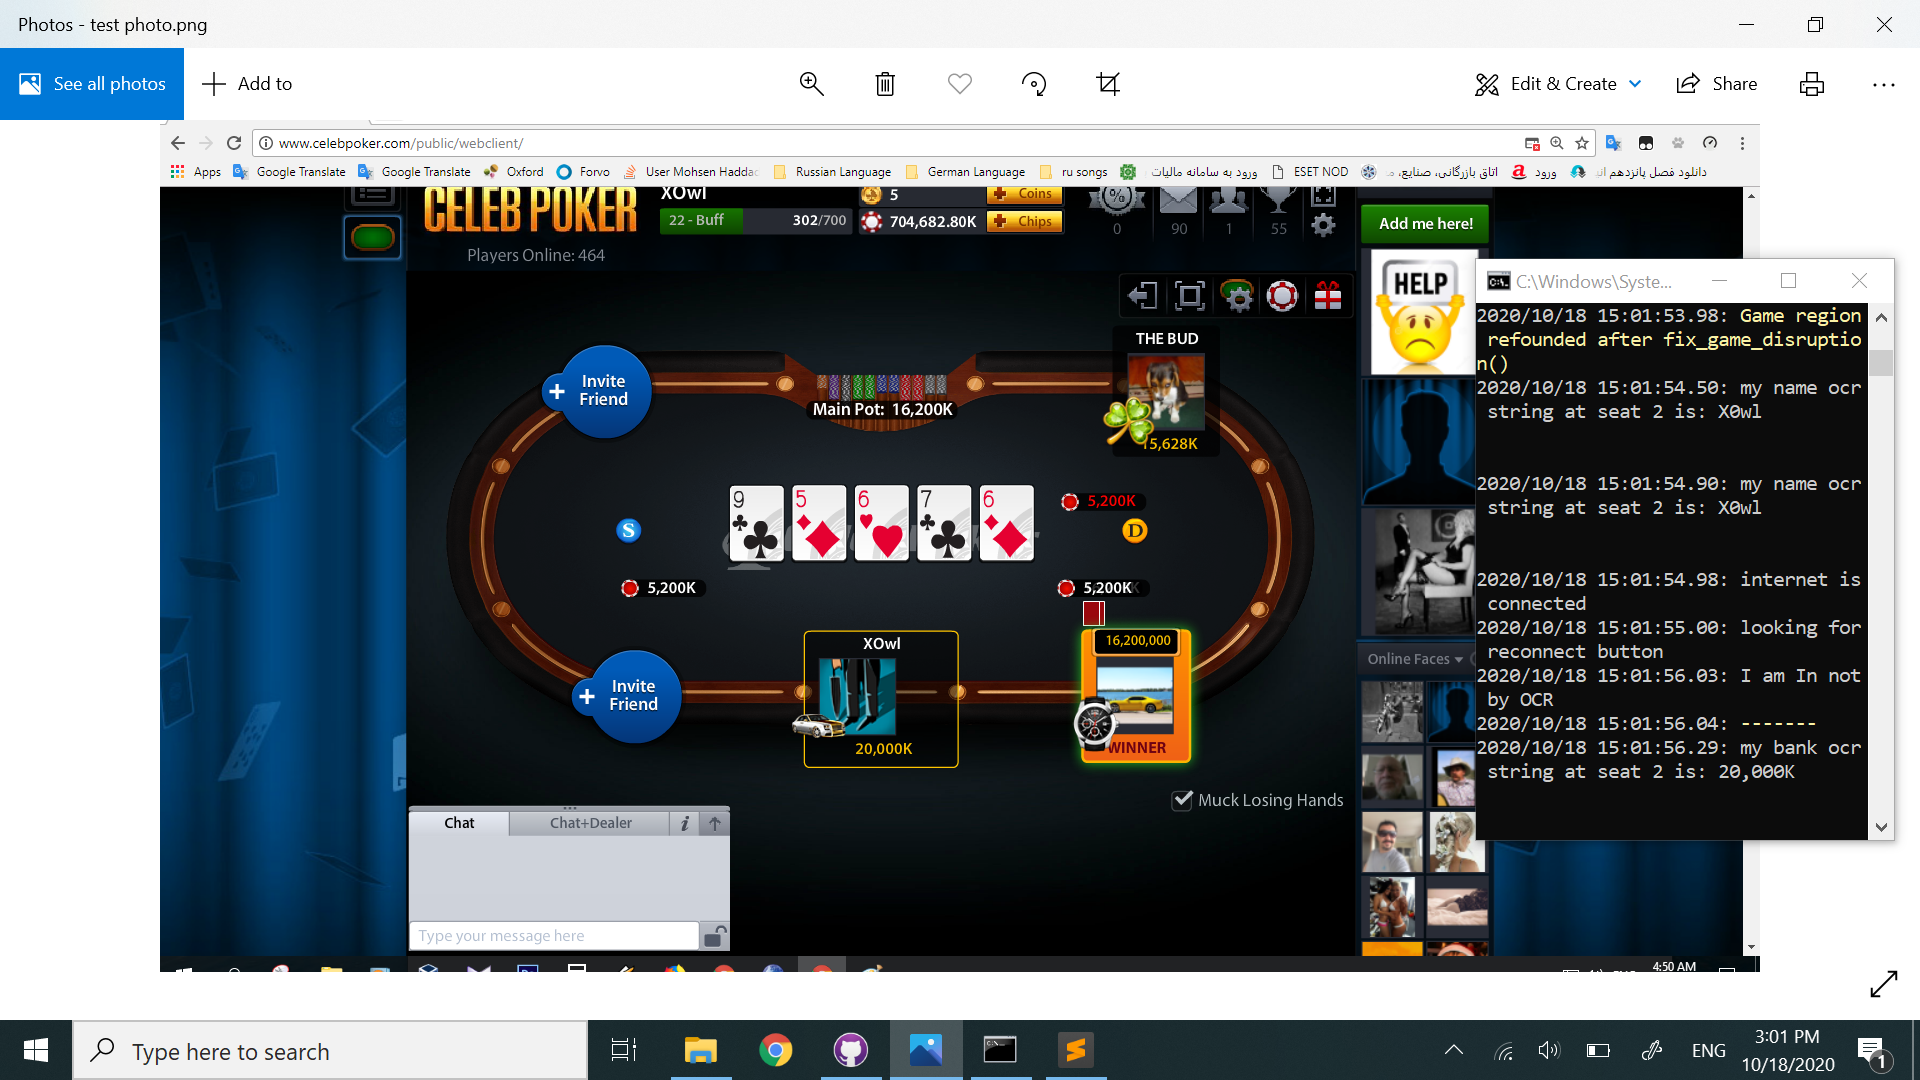 Photos - test photo.png
See all photos
Add to
Edit & Create
Share
www.celebpoker.com/public/webclient/
Apps
Google Translate
Google Translate
Oxford
Forvo
User Mohsen Haddac
Russian Language
German Language
ru songs
ورود به سامانه مالیات
ESET NOD
اتاق بازرگانی، صنایع، م
ورود
دانلود فصل پانزدهم انی
CELEB POKER
XOwl
22 - Buff
302/700
5
+ Coins
704,682.80K
+ Chips
%
0
90
1
55
Players Online: 464
Add me here!
HELP
THE BUD
15,628K
+ Invite
Friend
Main Pot: 16,200K
9
5
6
7
6
5,200K
S
D
5,200K
5,200K
+ Invite
Friend
XOwl
20,000K
16,200,000
WINNER
Muck Losing Hands
Online Faces
Chat
Chat+Dealer
i
Type your message here
4:50 AM
C:\Windows\Syste...
2020/10/18 15:01:53.98: Game region
refounded after fix_game_disruptio
n()
2020/10/18 15:01:54.50: my name ocr
string at seat 2 is: X0wl
2020/10/18 15:01:54.90: my name ocr
string at seat 2 is: X0wl
2020/10/18 15:01:54.98: internet is
connected
2020/10/18 15:01:55.00: looking for
reconnect button
2020/10/18 15:01:56.03: I am In not
by OCR
2020/10/18 15:01:56.04: -------
2020/10/18 15:01:56.29: my bank ocr
string at seat 2 is: 20,000K
Type here to search
ENG
3:01 PM
10/18/2020
1